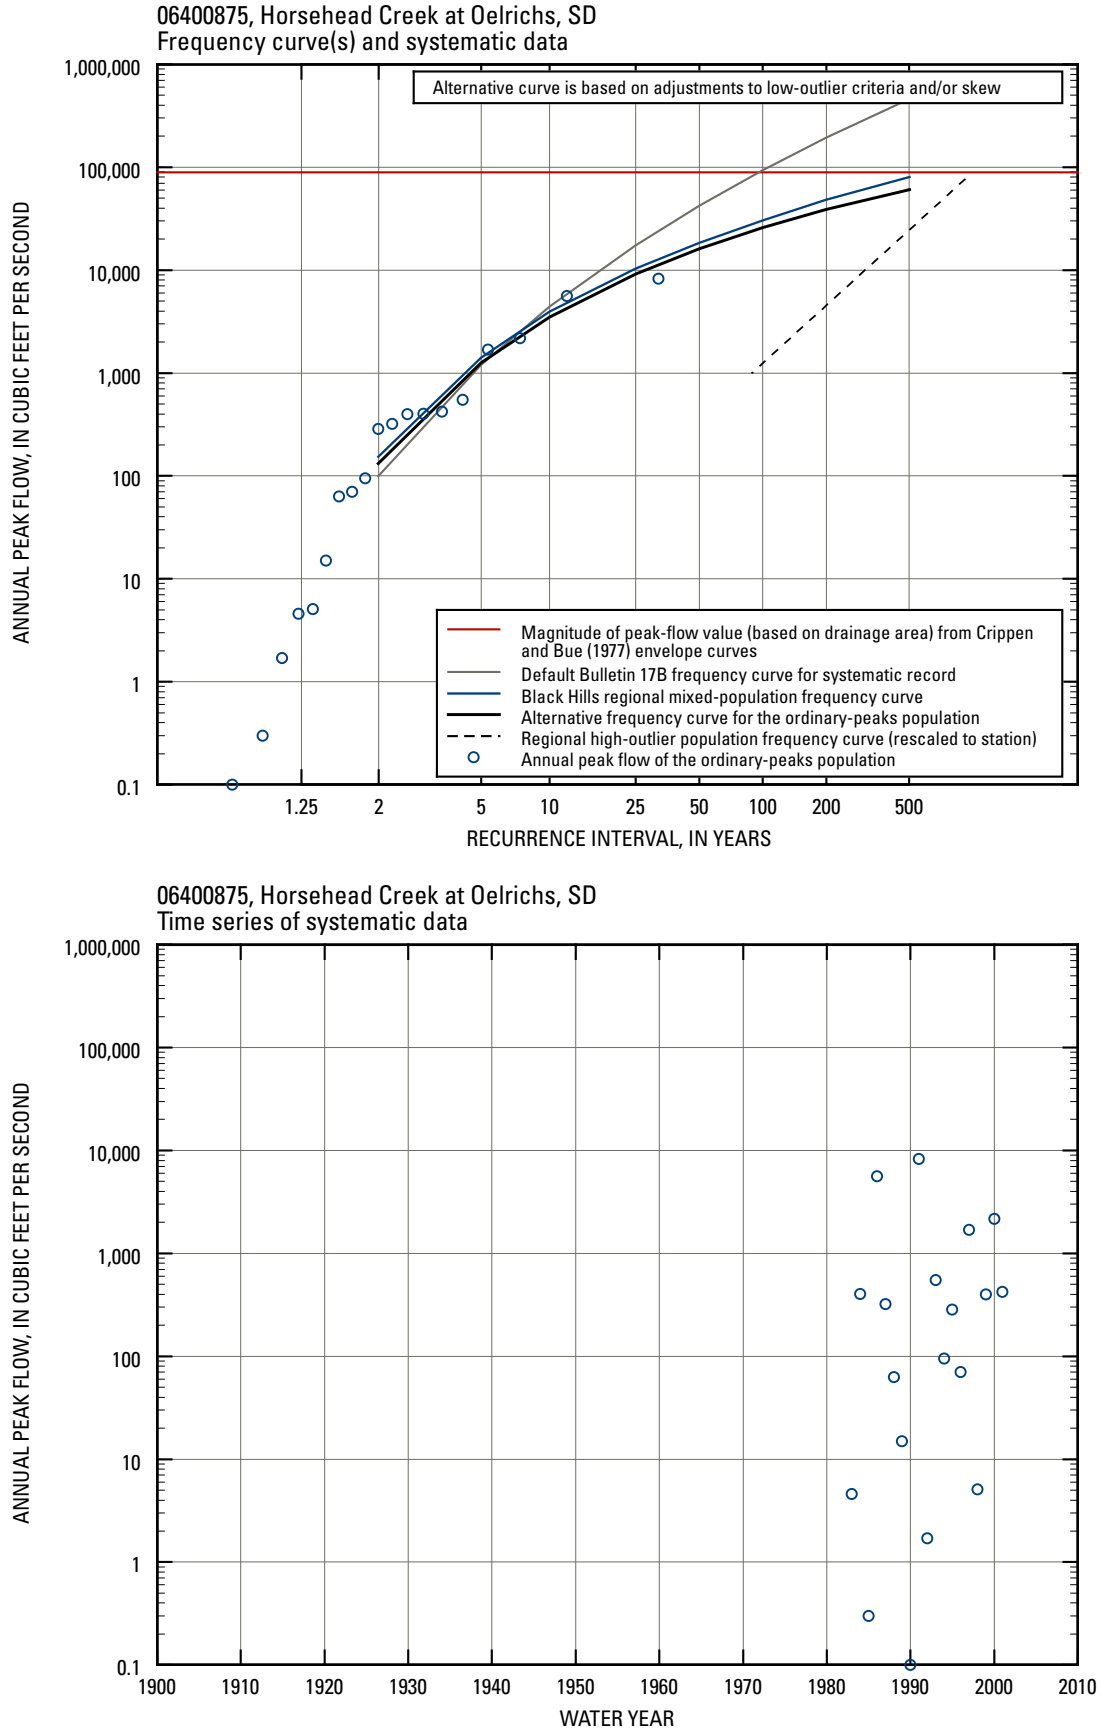 06400875, Horsehead Creek at Oelrichs, SD
Frequency curve(s) and systematic data
1,000,000
100,000
10,000
1,000
100
10
1
0.1
ANNUAL PEAK FLOW, IN CUBIC FEET PER SECOND
Alternative curve is based on adjustments to low-outlier criteria and/or skew
Magnitude of peak-flow value (based on drainage area) from Crippen
and Bue (1977) envelope curves
Default Bulletin 17B frequency curve for systematic record
Black Hills regional mixed-population frequency curve
Alternative frequency curve for the ordinary-peaks population
Regional high-outlier population frequency curve (rescaled to station)
Annual peak flow of the ordinary-peaks population
1.25 2 5 10 25 50 100 200 500
RECURRENCE INTERVAL, IN YEARS
06400875, Horsehead Creek at Oelrichs, SD
Time series of systematic data
1,000,000
100,000
10,000
1,000
100
10
1
0.1
ANNUAL PEAK FLOW, IN CUBIC FEET PER SECOND
1900 1910 1920 1930 1940 1950 1960 1970 1980 1990 2000 2010
WATER YEAR